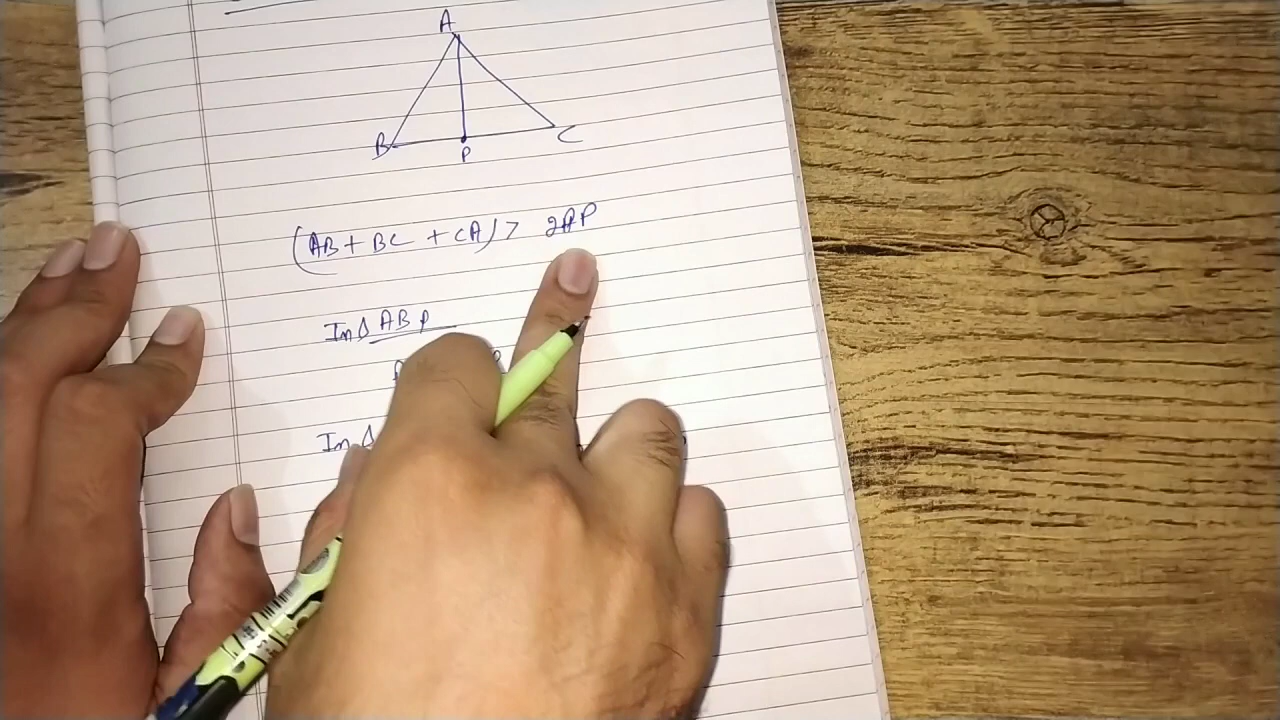 A
B
P
C
(AB + BC + CA) > 2AP
In Δ ABP
In Δ